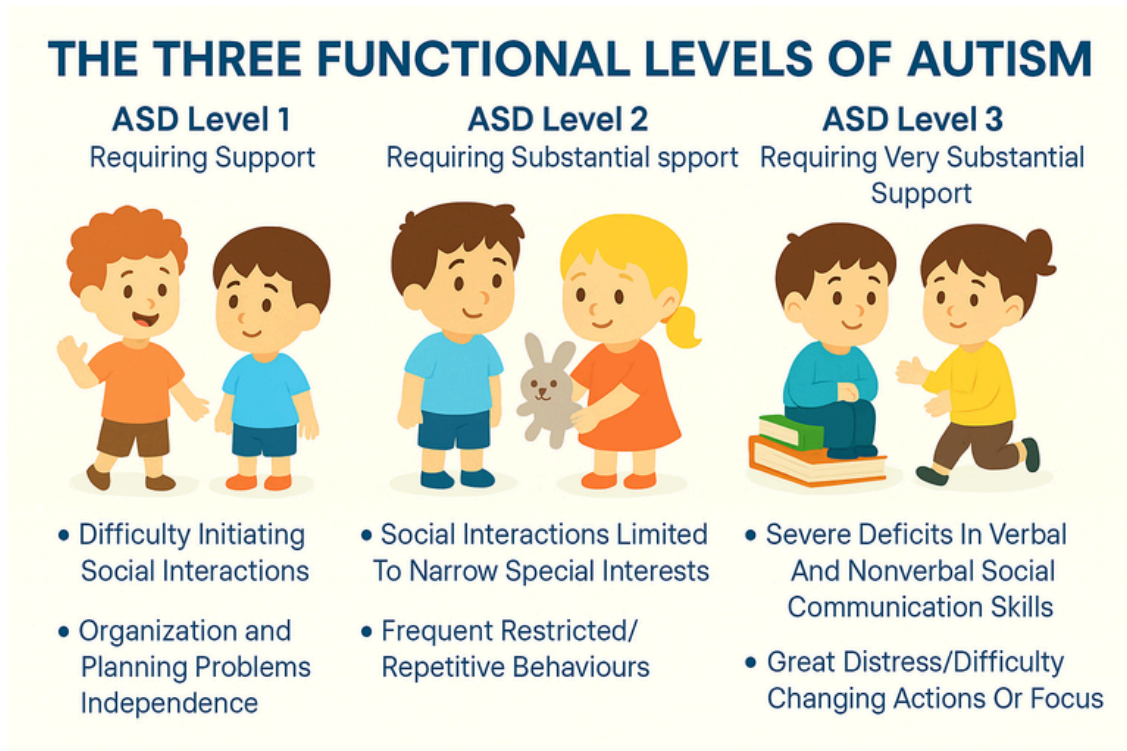 THE THREE FUNCTIONAL LEVELS OF AUTISM
ASD Level 1
Requiring Support
ASD Level 2
Requiring Substantial spport
ASD Level 3
Requiring Very Substantial
Support
• Difficulty Initiating
Social Interactions
• Organization and
Planning Problems
Independence
• Social Interactions Limited
To Narrow Special Interests
• Frequent Restricted/
Repetitive Behaviours
• Severe Deficits In Verbal
And Nonverbal Social
Communication Skills
• Great Distress/Difficulty
Changing Actions Or Focus